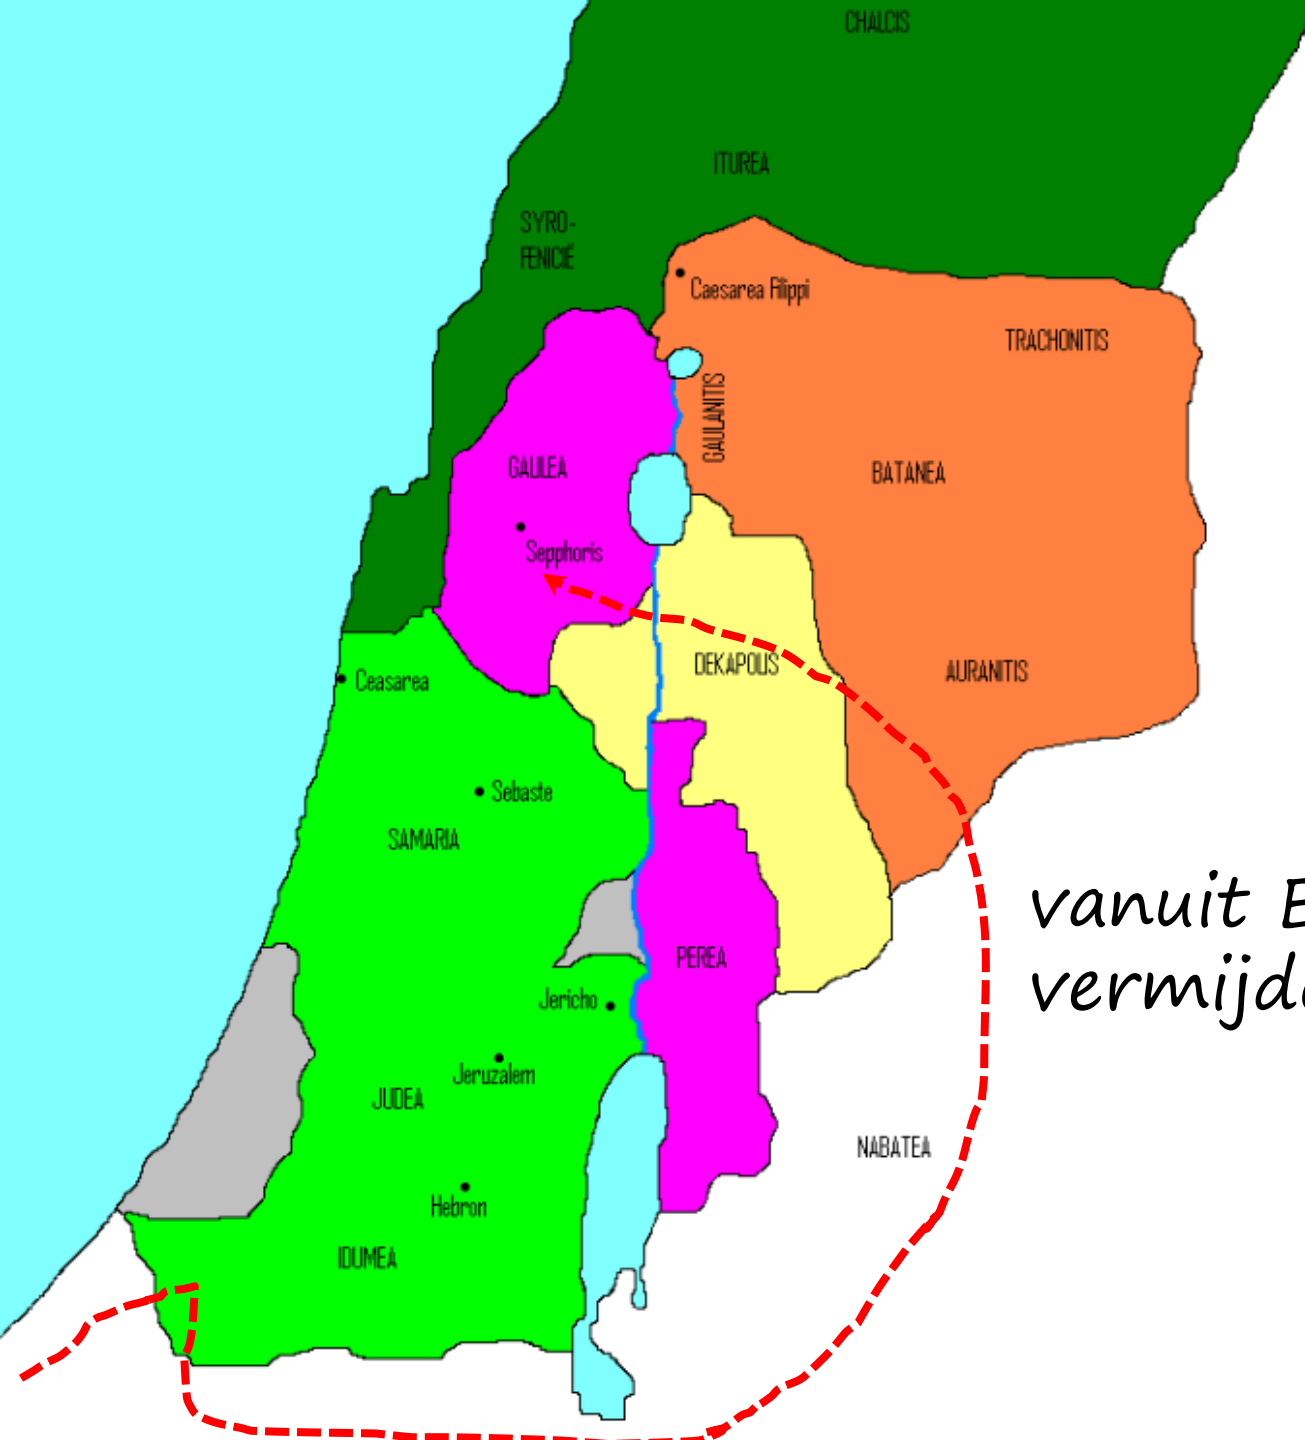 CHALCIS
ITUREA
SYRO-
FENICIË
Caesarea Filippi
TRACHONITIS
GAULANITIS
GALILEA
BATANEA
Sepphoris
DEKAPOLIS
AURANITIS
Ceasarea
Sebaste
SAMARIA
vanuit E
PEREA
vermijd
Jericho
Jeruzalem
JUDEA
NABATEA
Hebron
IDUMEA